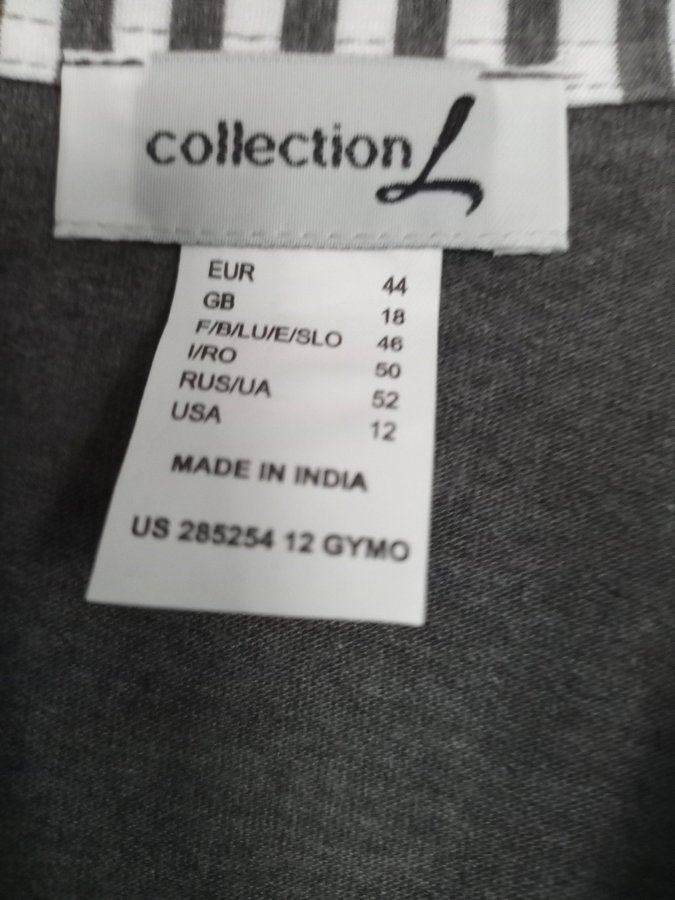 collection L
EUR 44
GB 18
F/B/LU/E/SLO 46
I/RO 50
RUS/UA 52
USA 12
MADE IN INDIA
US 285254 12 GYMO